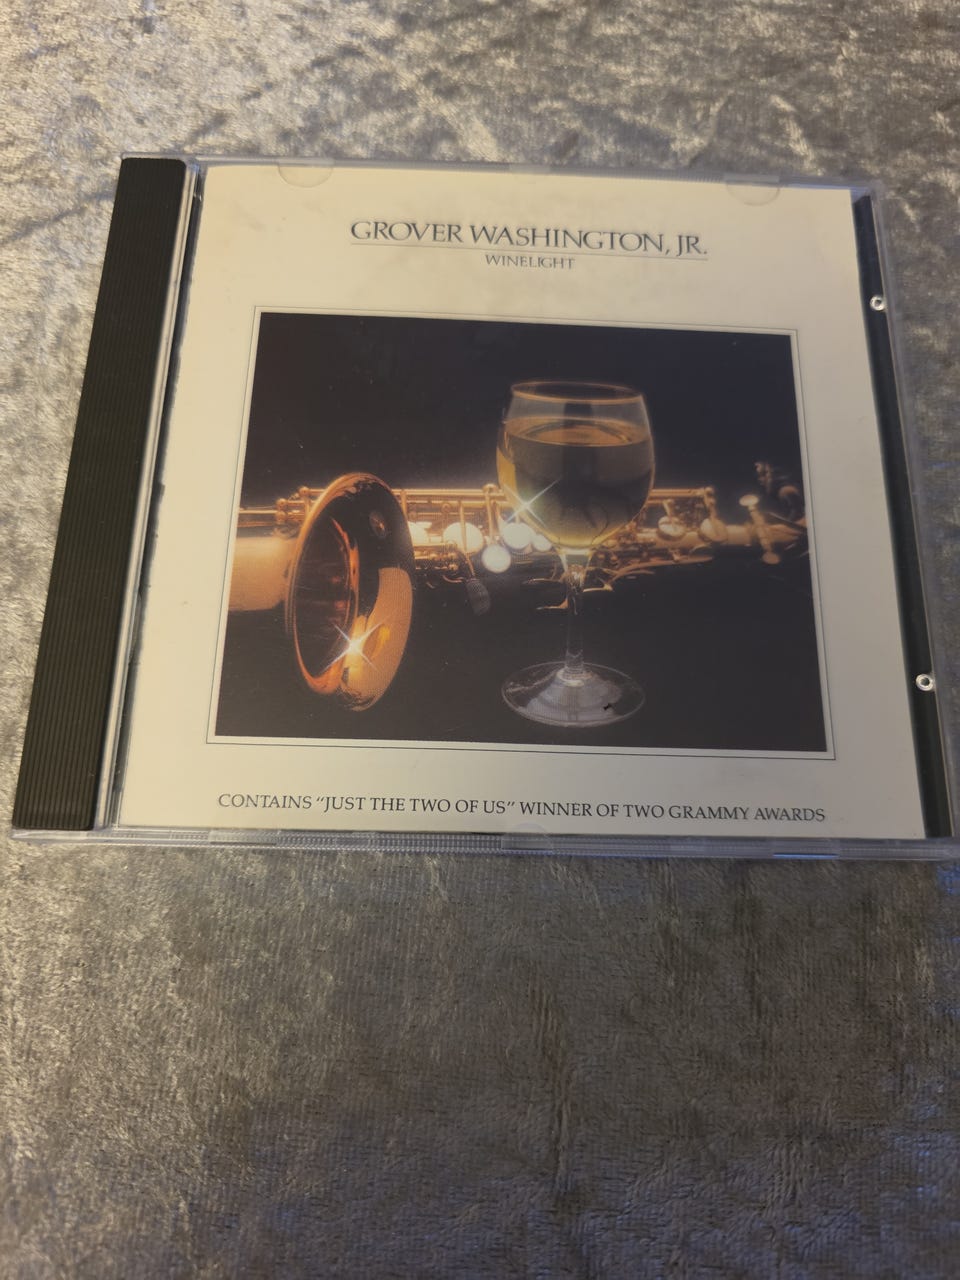 GROVER WASHINGTON, JR.
WINELIGHT
CONTAINS “JUST THE TWO OF US” WINNER OF TWO GRAMMY AWARDS